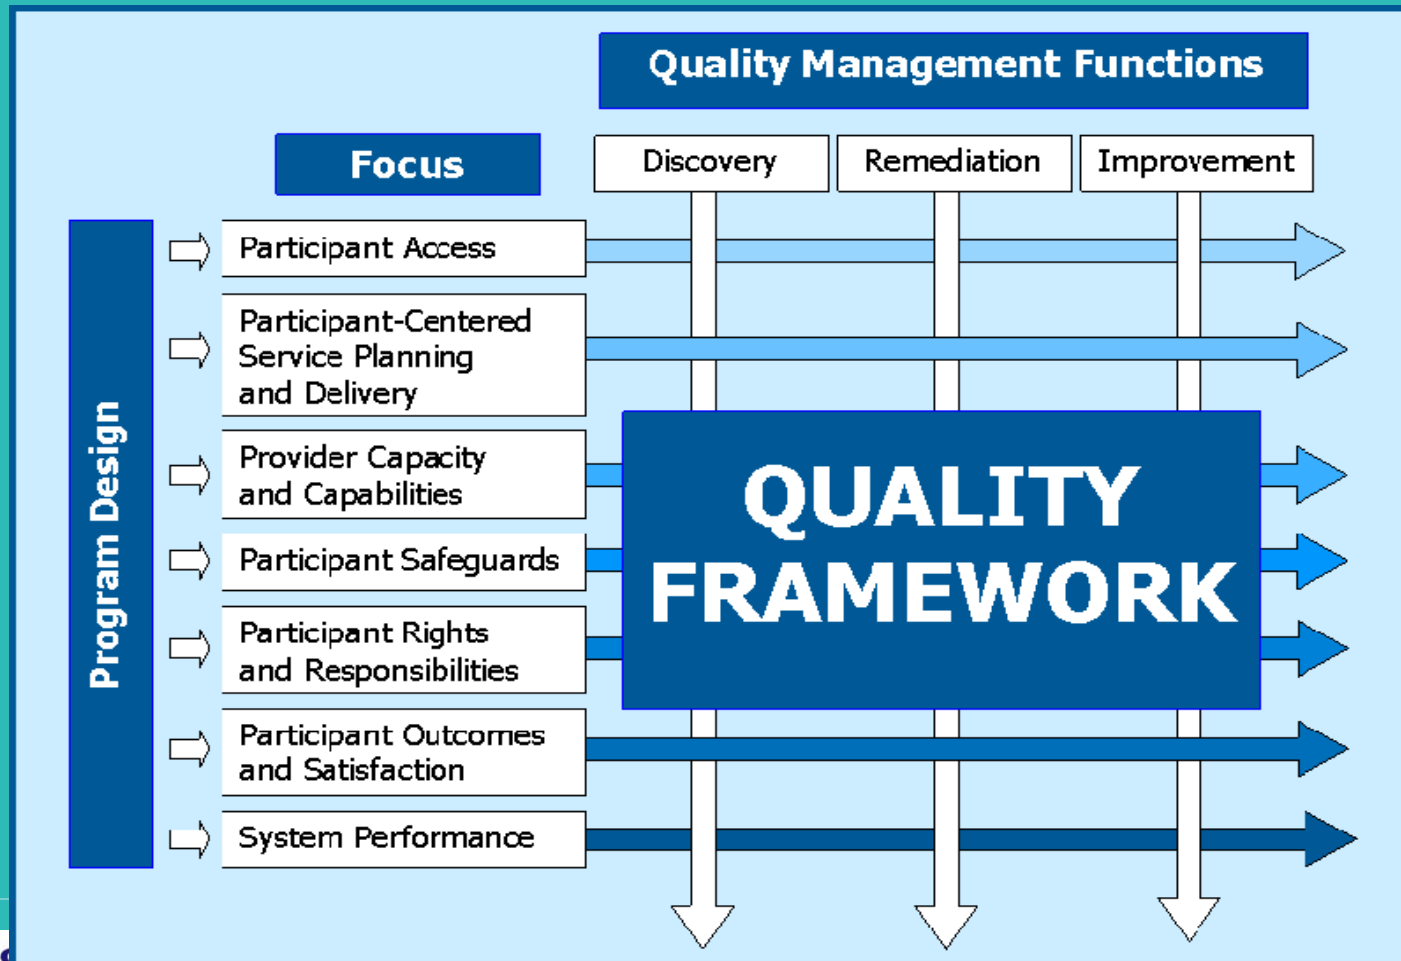 Quality Management Functions
Focus
Discovery
Remediation
Improvement
Program Design
Participant Access
Participant-Centered
Service Planning
and Delivery
Provider Capacity
and Capabilities
Participant Safeguards
Participant Rights
and Responsibilities
Participant Outcomes
and Satisfaction
System Performance
QUALITY
FRAMEWORK